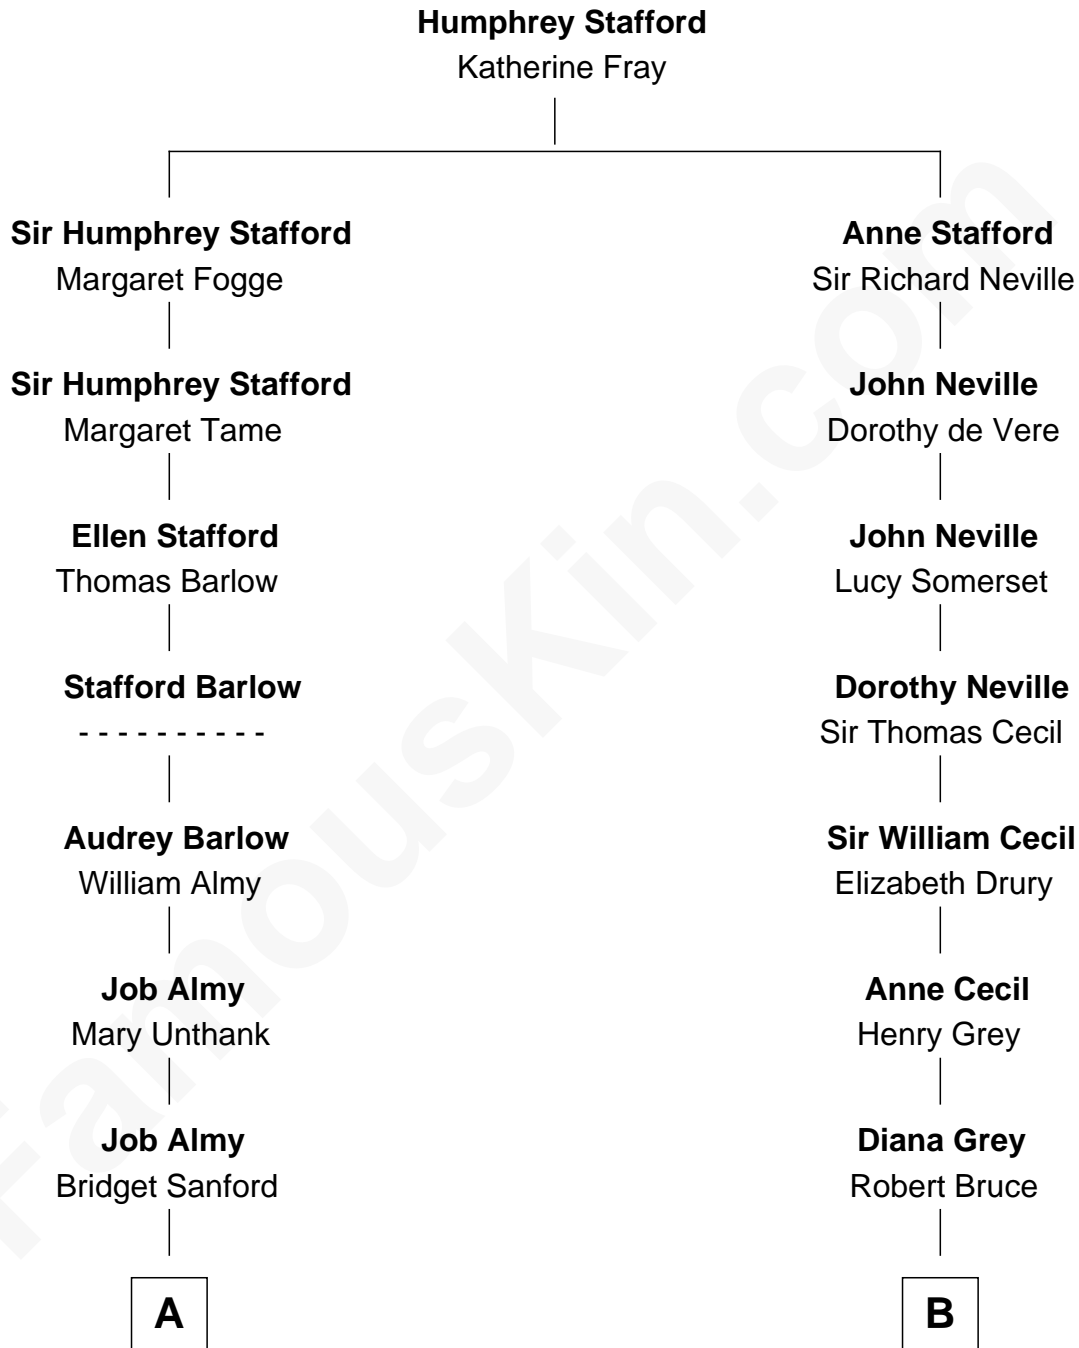 Humphrey Stafford
Katherine Fray
Sir Humphrey Stafford
Margaret Fogge
Sir Humphrey Stafford
Margaret Tame
Ellen Stafford
Thomas Barlow
Stafford Barlow
- - - - - - - - - -
Audrey Barlow
William Almy
Job Almy
Mary Unthank
Job Almy
Bridget Sanford
A
Anne Stafford
Sir Richard Neville
John Neville
Dorothy de Vere
John Neville
Lucy Somerset
Dorothy Neville
Sir Thomas Cecil
Sir William Cecil
Elizabeth Drury
Anne Cecil
Henry Grey
Diana Grey
Robert Bruce
B
FamousKin.com